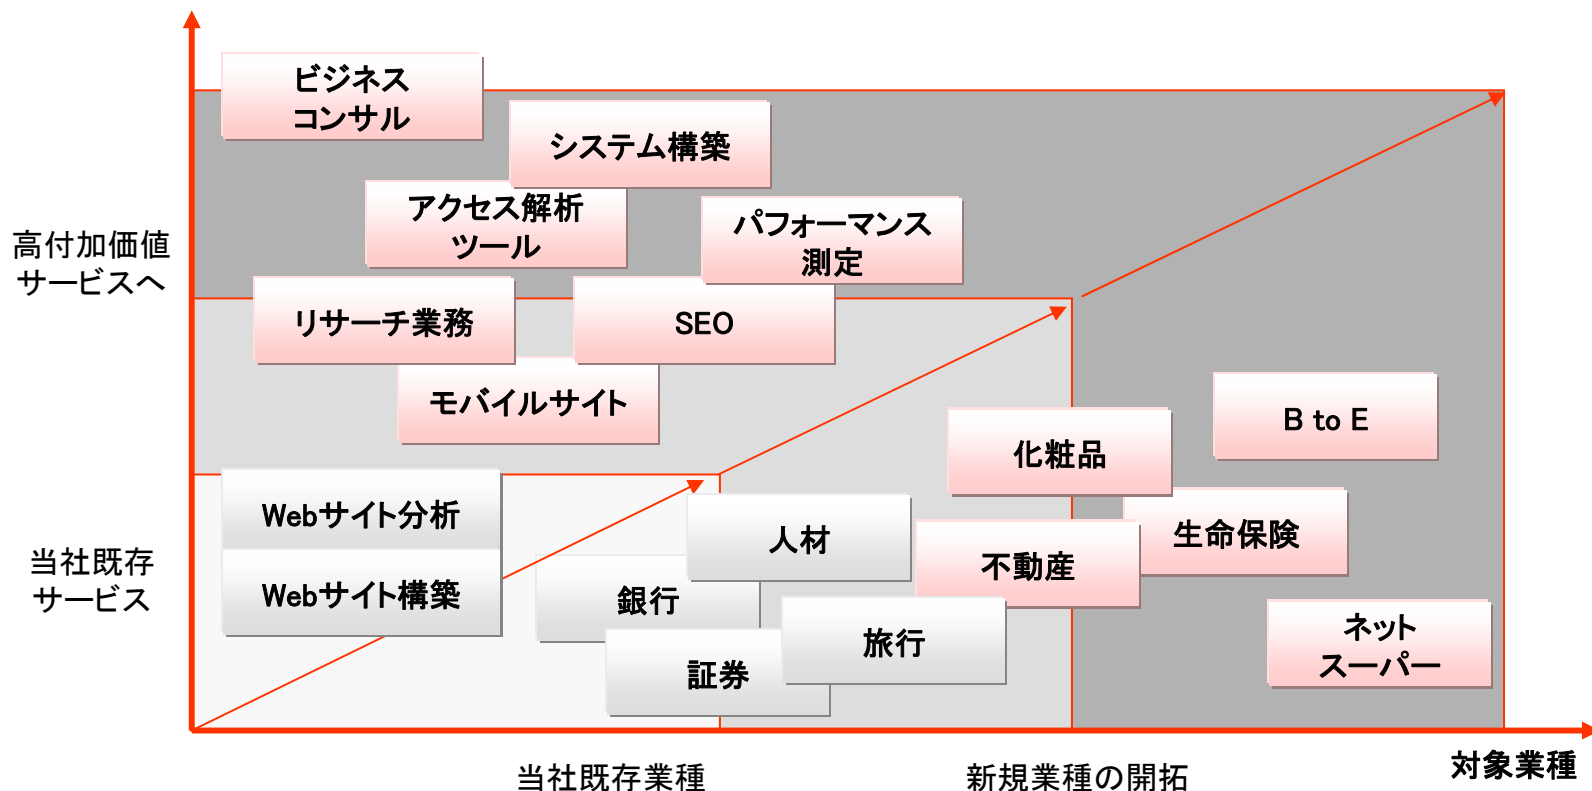 ビジネス
コンサル
システム構築
アクセス解析
ツール
パフォーマンス
測定
高付加価値
サービスへ
リサーチ業務
SEO
モバイルサイト
B to E
化粧品
Webサイト分析
人材
生命保険
不動産
当社既存
サービス
Webサイト構築
銀行
旅行
ネット
スーパー
証券
当社既存業種
新規業種の開拓
対象業種